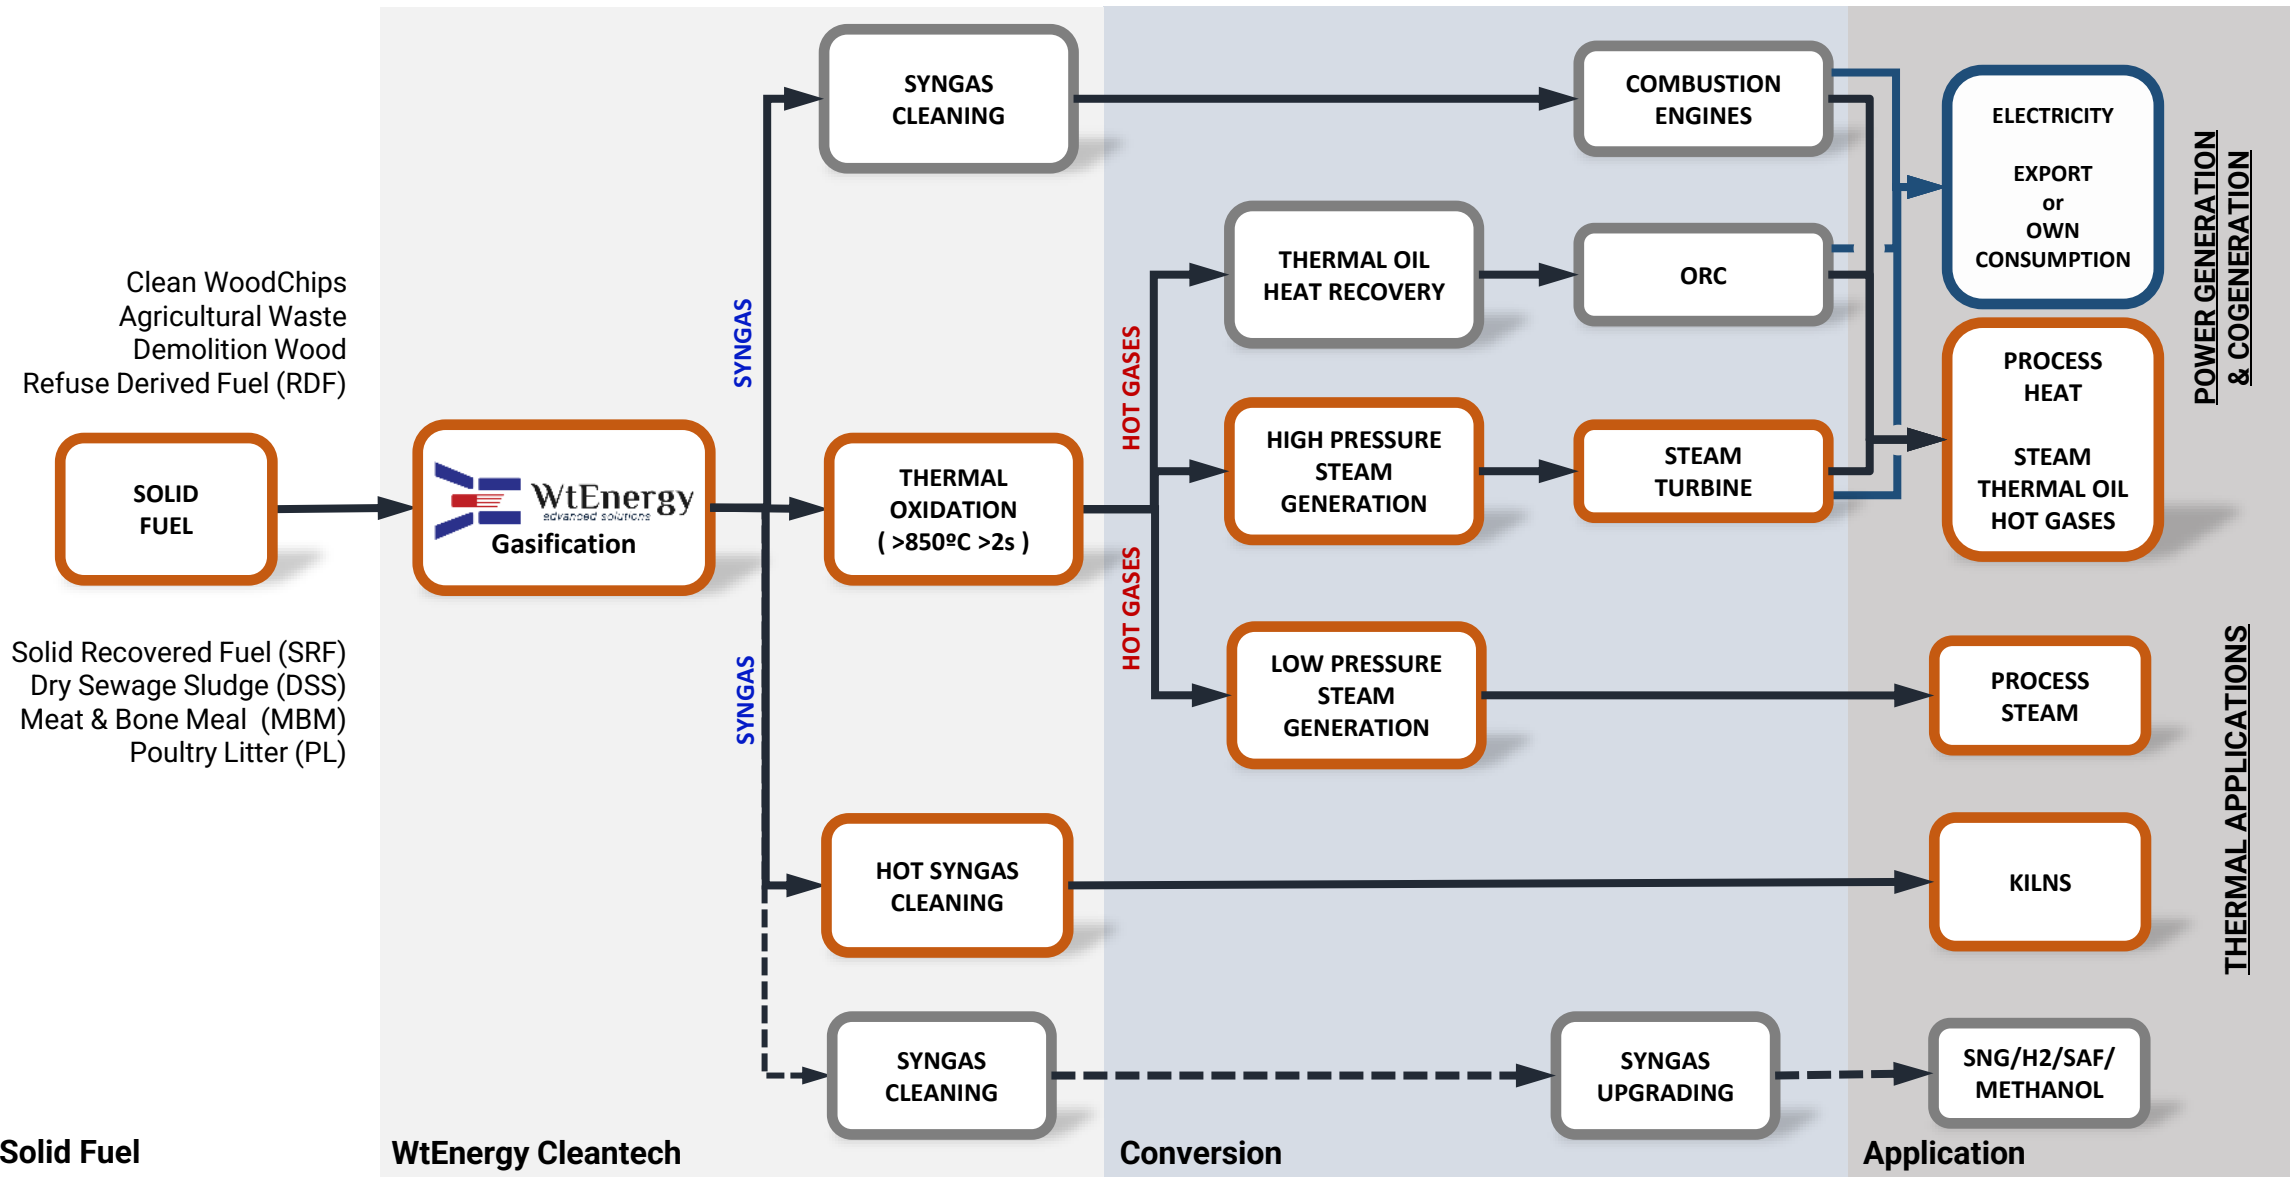 Clean WoodChips
Agricultural Waste
Demolition Wood
Refuse Derived Fuel (RDF)
SOLID
FUEL
Solid Recovered Fuel (SRF)
Dry Sewage Sludge (DSS)
Meat & Bone Meal  (MBM)
Poultry Litter (PL)
Solid Fuel
WtEnergy
advanced solutions
Gasification
SYNGAS
SYNGAS
SYNGAS
CLEANING
THERMAL
OXIDATION
( >850ºC >2s )
HOT SYNGAS
CLEANING
SYNGAS
CLEANING
WtEnergy Cleantech
HOT GASES
HOT GASES
THERMAL OIL
HEAT RECOVERY
HIGH PRESSURE
STEAM
GENERATION
LOW PRESSURE
STEAM
GENERATION
COMBUSTION
ENGINES
ORC
STEAM
TURBINE
SYNGAS
UPGRADING
Conversion
ELECTRICITY
EXPORT
or
OWN
CONSUMPTION
PROCESS
HEAT
STEAM
THERMAL OIL
HOT GASES
PROCESS
STEAM
KILNS
SNG/H2/SAF/
METHANOL
Application
POWER GENERATION
& COGENERATION
THERMAL APPLICATIONS